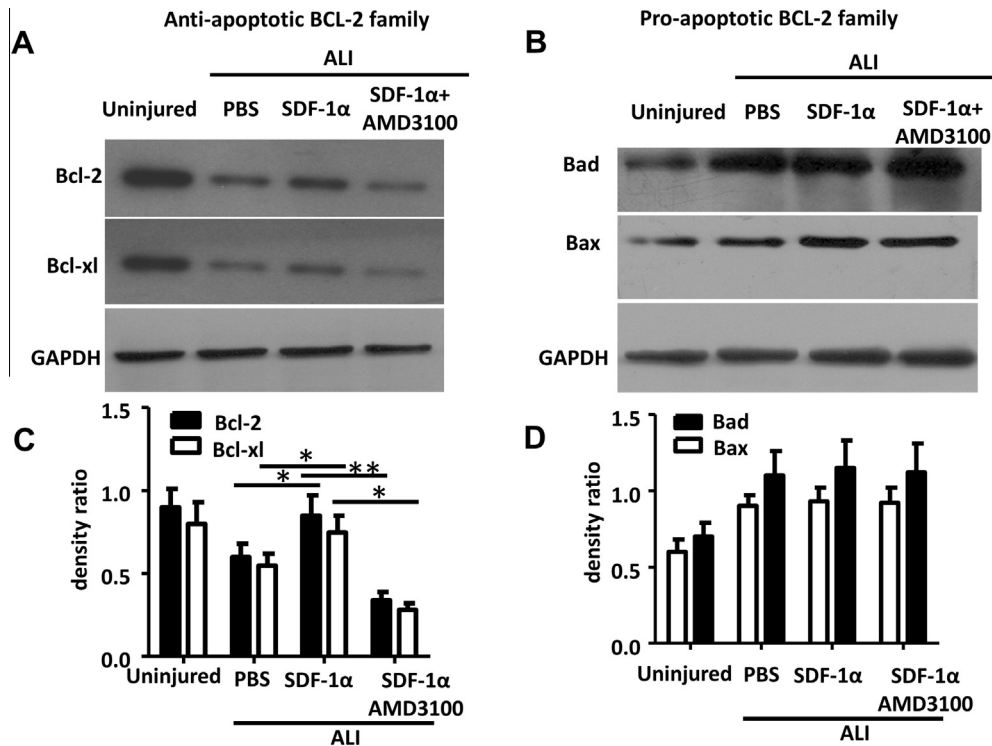 A
Anti-apoptotic BCL-2 family
ALI
Uninjured PBS SDF-1α SDF-1α+
AMD3100
Bcl-2
Bcl-xl
GAPDH
B
Pro-apoptotic BCL-2 family
ALI
Uninjured PBS SDF-1α SDF-1α+
AMD3100
Bad
Bax
GAPDH
C
1.5
1.0
0.5
0.0
density ratio
Bcl-2
Bcl-xl
*
* **
*
Uninjured PBS SDF-1α SDF-1α
AMD3100
ALI
D
1.5
1.0
0.5
0.0
density ratio
Bad
Bax
Uninjured PBS SDF-1α SDF-1α
AMD3100
ALI